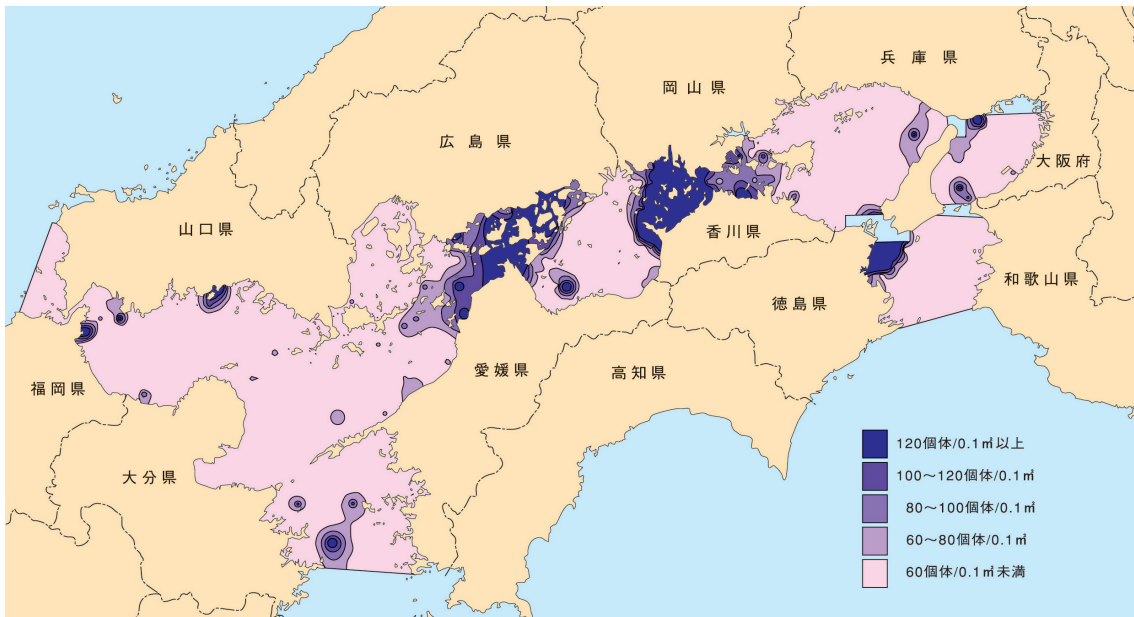 兵庫県
岡山県
広島県
大阪府
山口県
香川県
和歌山県
徳島県
愛媛県
高知県
福岡県
大分県
120個体/0.1㎡以上
100〜120個体/0.1㎡
80〜100個体/0.1㎡
60〜80個体/0.1㎡
60個体/0.1㎡未満